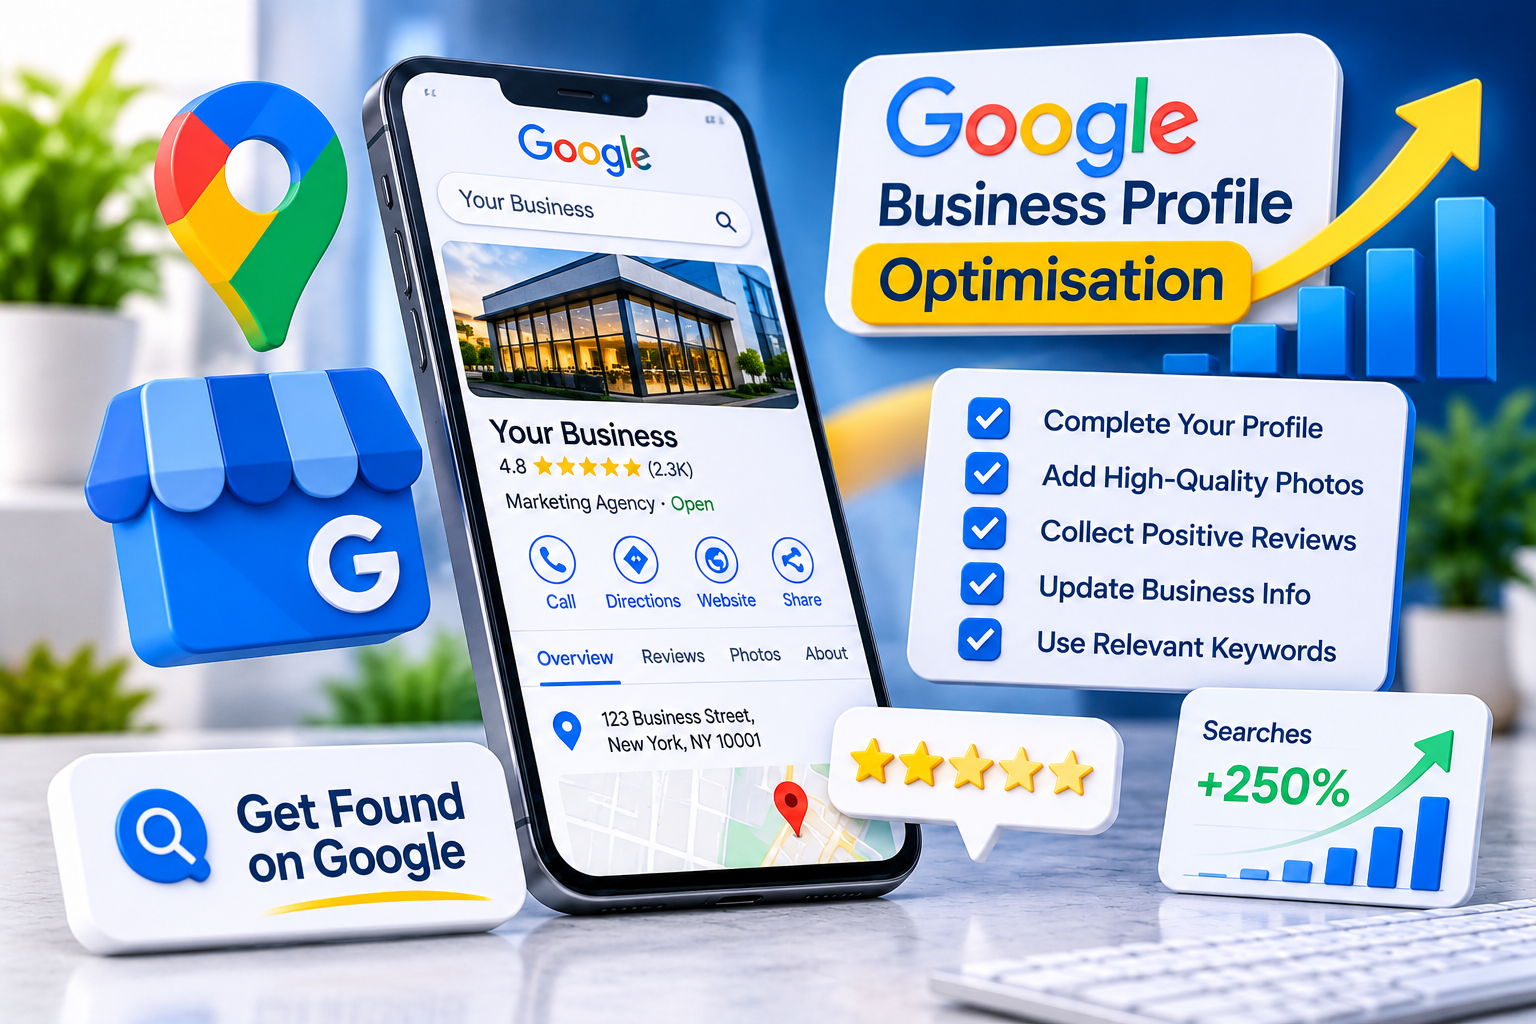 Google
Your Business
Your Business
4.8 (2.3K)
Marketing Agency · Open
Call Directions Website Share
Overview Reviews Photos About
123 Business Street,
New York, NY 10001
G
Get Found
on Google
Google
Business Profile
Optimisation
Complete Your Profile
Add High-Quality Photos
Collect Positive Reviews
Update Business Info
Use Relevant Keywords
Searches
+250%